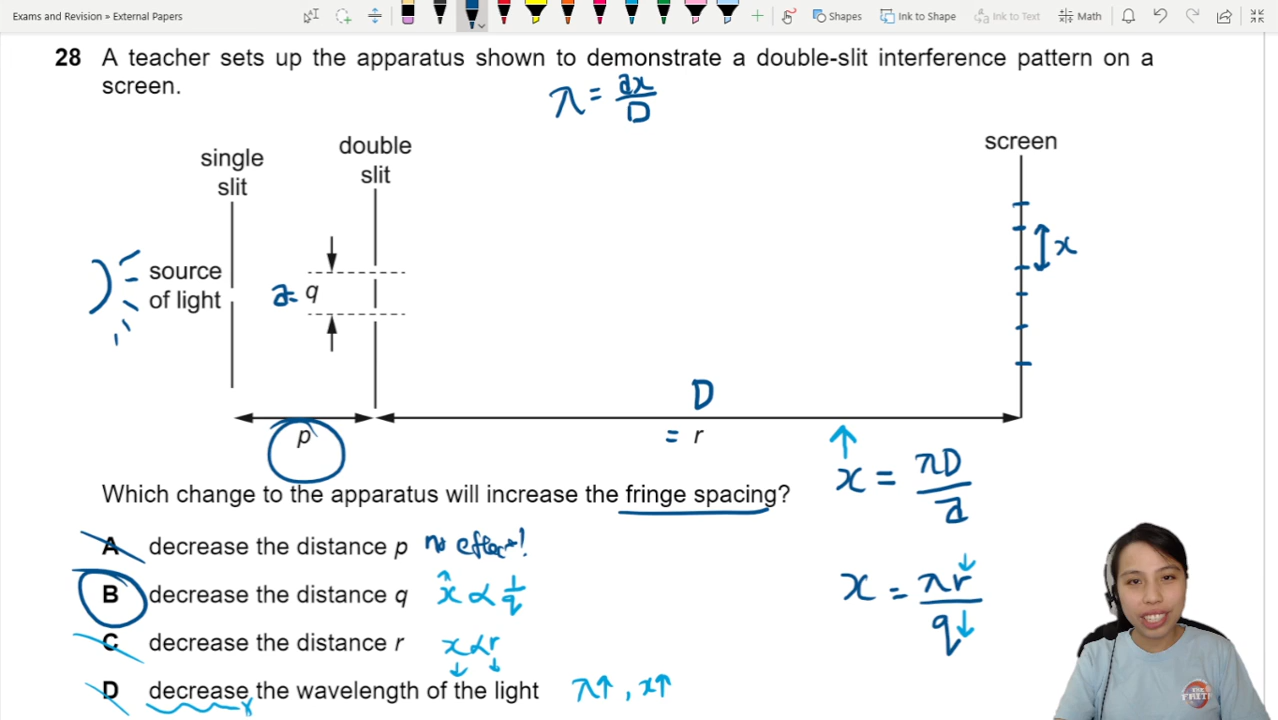 Exams and Revision » External Papers
Shapes
Ink to Shape
Ink to Text
Math
28 A teacher sets up the apparatus shown to demonstrate a double-slit interference pattern on a
screen.
λ = ax/D
single
slit
double
slit
screen
source
of light
a = q
x
D
p
= r
x = λD/a
Which change to the apparatus will increase the fringe spacing?
A decrease the distance p no effect!
B decrease the distance q x ∝ 1/q
x = λr/q
C decrease the distance r x ∝ r
D decrease the wavelength of the light λ↑, x↑